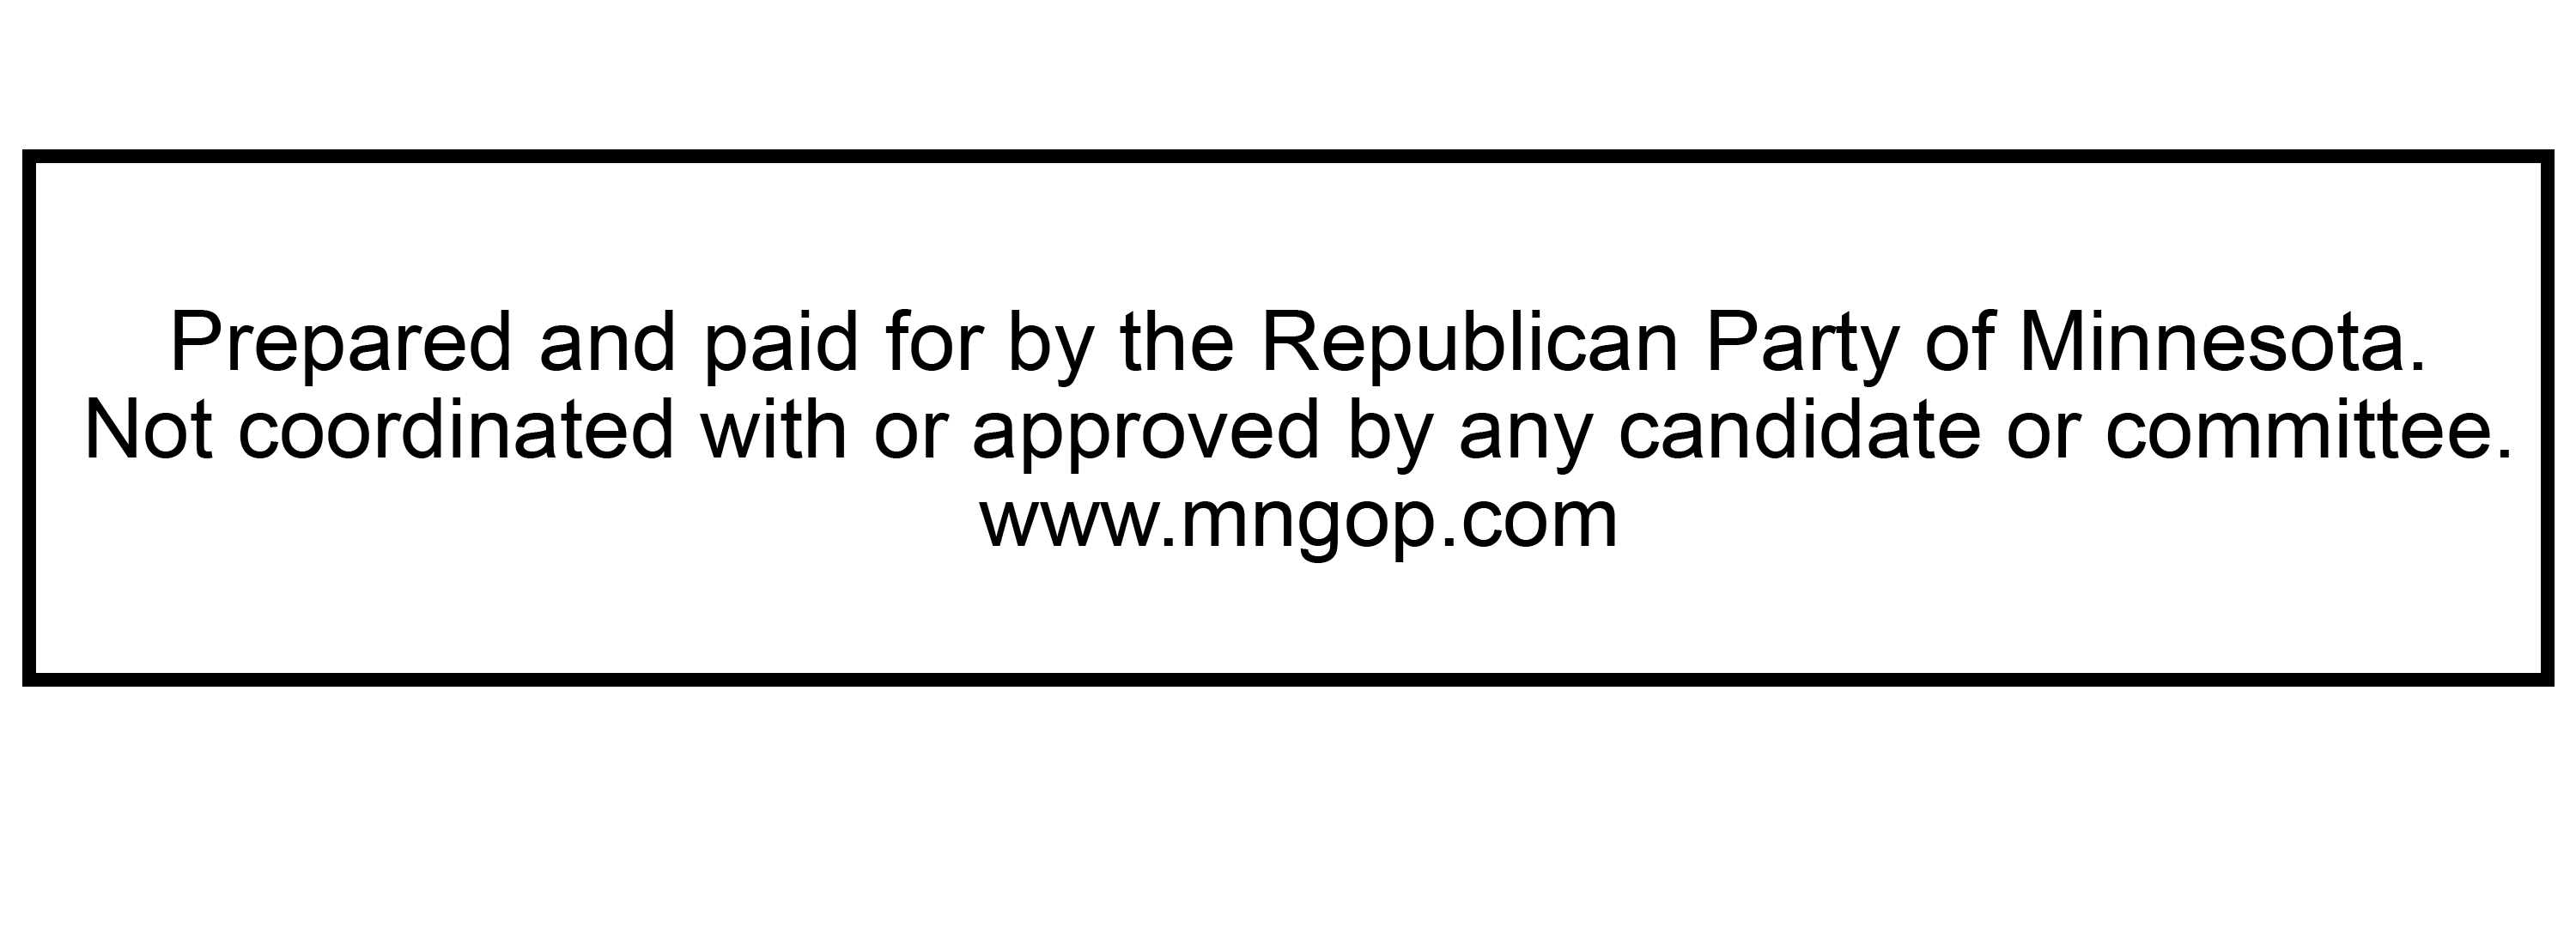 Prepared and paid for by the Republican Party of Minnesota.
Not coordinated with or approved by any candidate or committee.
www.mngop.com